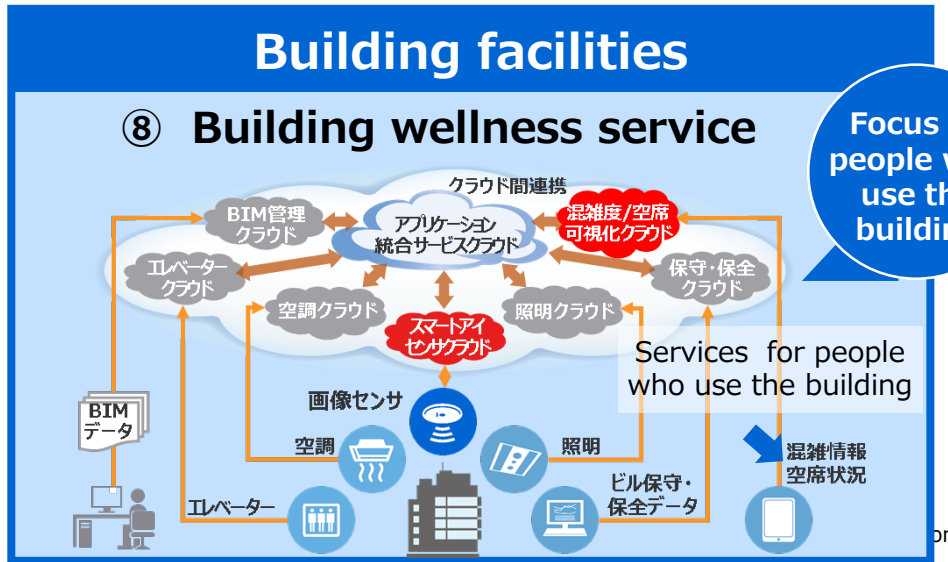 Building facilities
⑧ Building wellness service
Focus
people
use
クラウド間連携
BIM管理
クラウド
アプリケーション
統合サービスクラウド
混雑度/空席
可視化クラウド
エレベーター
クラウド
保守・保全
クラウド
空調クラウド
照明クラウド
スマートアイ
センサクラウド
Services for people
who use the building
BIM
データ
画像センサ
空調
照明
混雑情報
空席状況
エレベーター
ビル保守・
保全データ